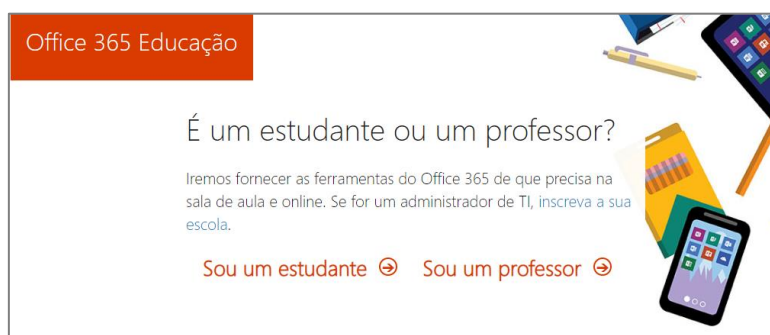 Office 365 Educação
É um estudante ou um professor?
Iremos fornecer as ferramentas do Office 365 de que precisa na
sala de aula e online. Se for um administrador de TI, inscreva a sua
escola.
Sou um estudante Sou um professor